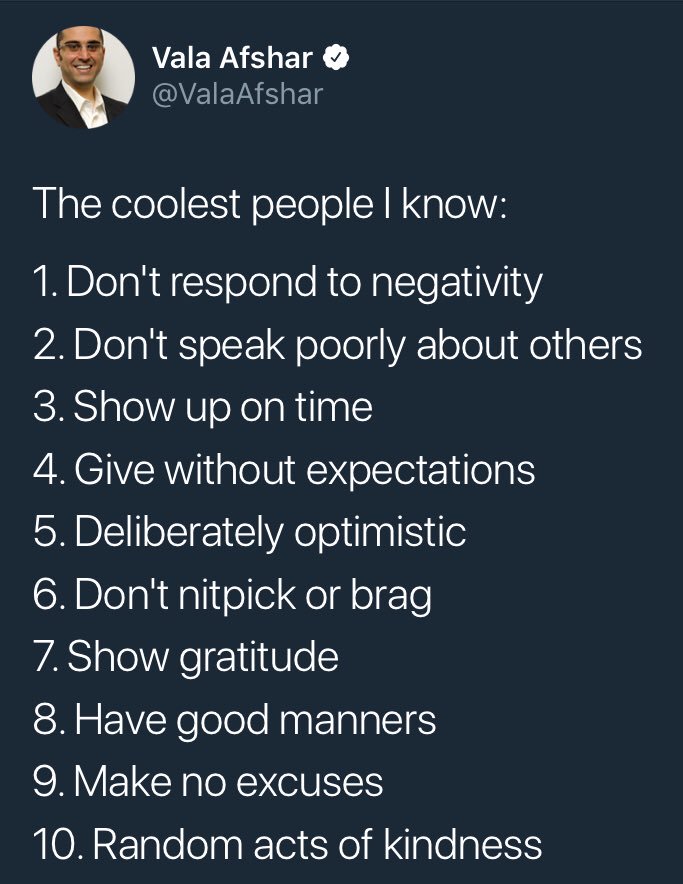 Vala Afshar
@ValaAfshar
The coolest people I know:
1. Don't respond to negativity
2. Don't speak poorly about others
3. Show up on time
4. Give without expectations
5. Deliberately optimistic
6. Don't nitpick or brag
7. Show gratitude
8. Have good manners
9. Make no excuses
10. Random acts of kindness